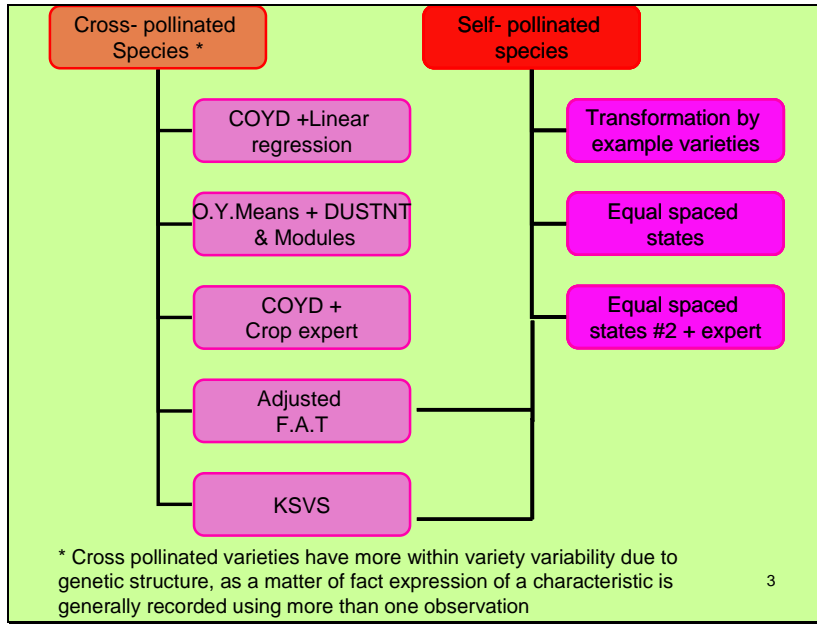 Cross- pollinated
Species *
Self- pollinated
species
COYD +Linear
regression
Transformation by
example varieties
O.Y.Means + DUSTNT
& Modules
Equal spaced
states
COYD +
Crop expert
Equal spaced
states #2 + expert
Adjusted
F.A.T
KSVS
* Cross pollinated varieties have more within variety variability due to
genetic structure, as a matter of fact expression of a characteristic is
generally recorded using more than one observation
3